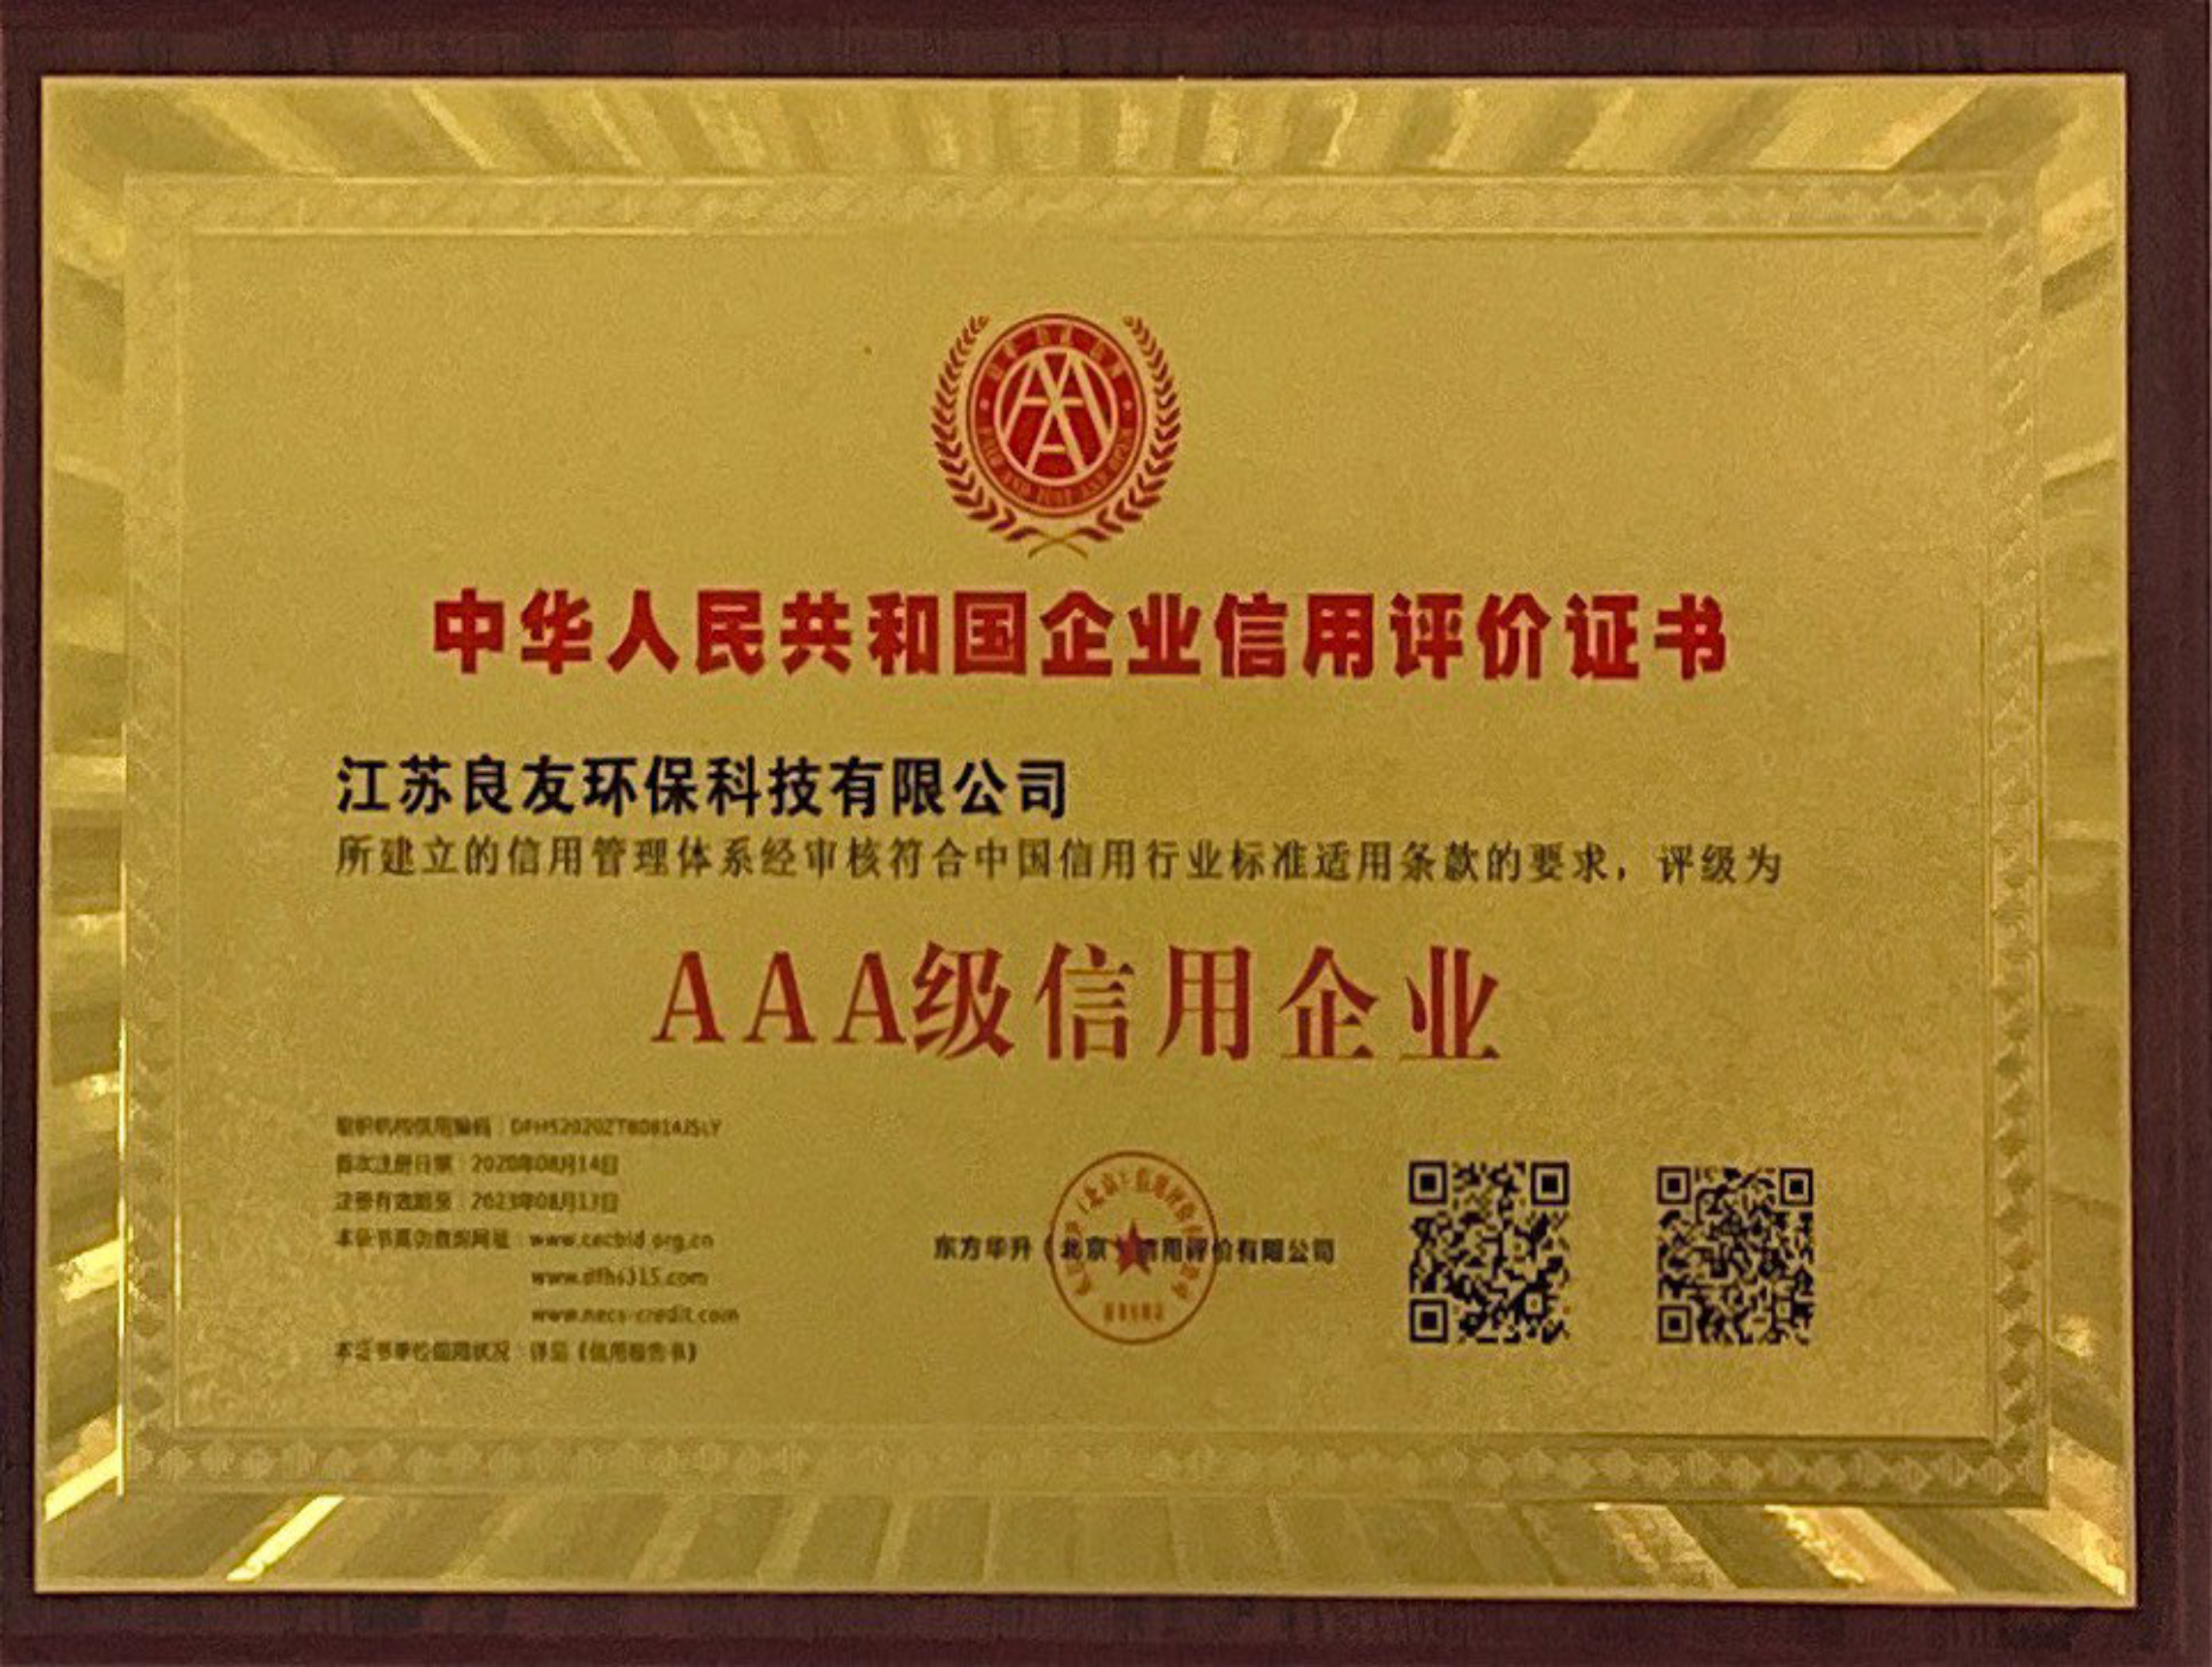 中华人民共和国企业信用评价证书
江苏良友环保科技有限公司
所建立的信用管理体系经审核符合中国信用行业标准适用条款的要求，评级为
AAA级信用企业
首次注册日期：2020年08月14日
注册有效期至：2023年08月13日
本证书真伪查询网址：www.cecbid.org.cn
www.dfhs315.com
www.necs-credit.com
东方华升（北京）信用评价有限公司